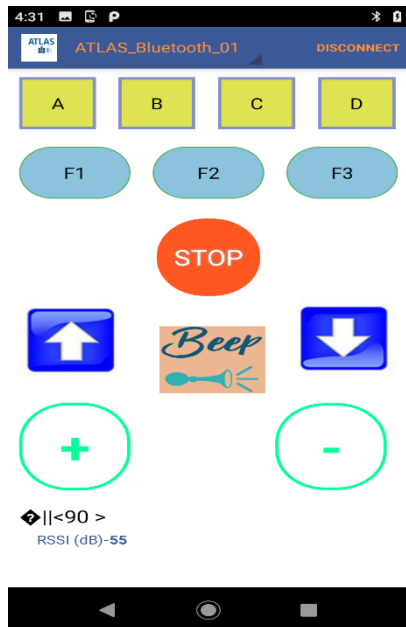 4:31
ATLAS
ATLAS_Bluetooth_01 DISCONNECT
A B C D
F1 F2 F3
STOP
Beep
+ -
�||<90 >
RSSI (dB)-55